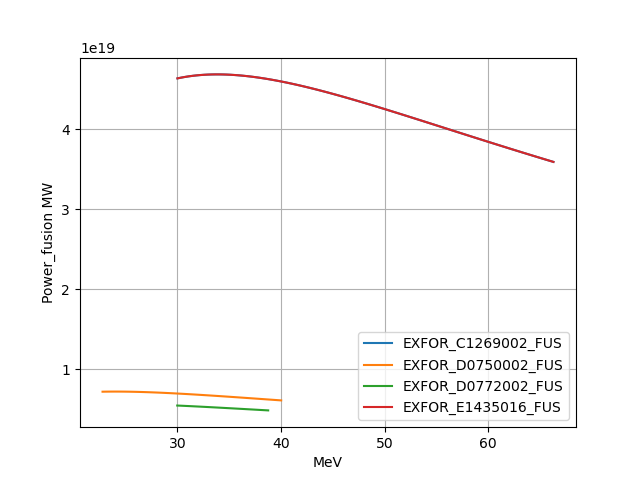 1e19
4
3
2
1
Power_fusion MW
30
40
50
60
MeV
EXFOR_C1269002_FUS
EXFOR_D0750002_FUS
EXFOR_D0772002_FUS
EXFOR_E1435016_FUS